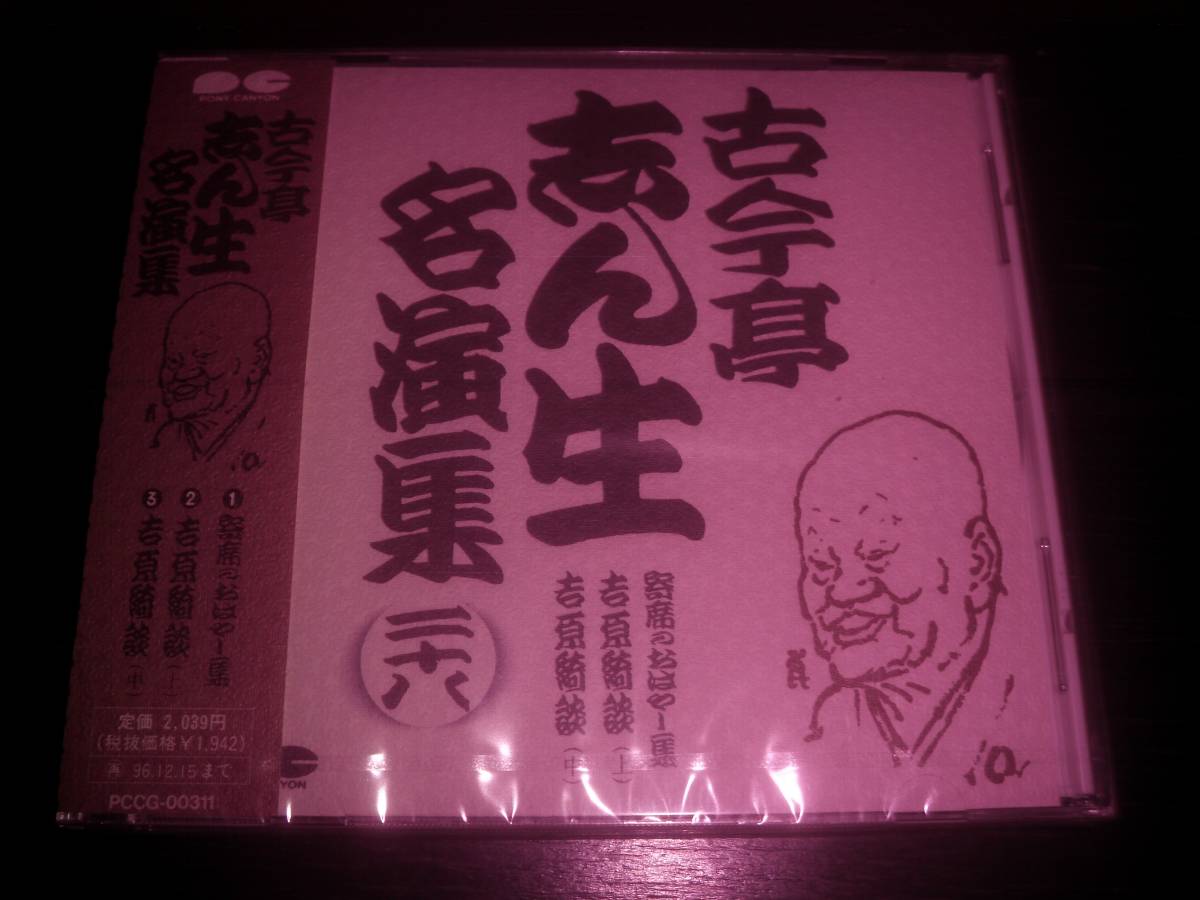 PONY CANYON
古今亭
志ん生
名演集
1 寄席のおはやし集
2 吉原綺談(上)
3 吉原綺談(中)
定価 2,039円
(税抜価格￥1,942)
再 96.12.15まで
PCCG-00311
古今亭
志ん生
名演集
二十八
寄席のおはやし集
吉原綺談(上)
吉原綺談(中)
YON